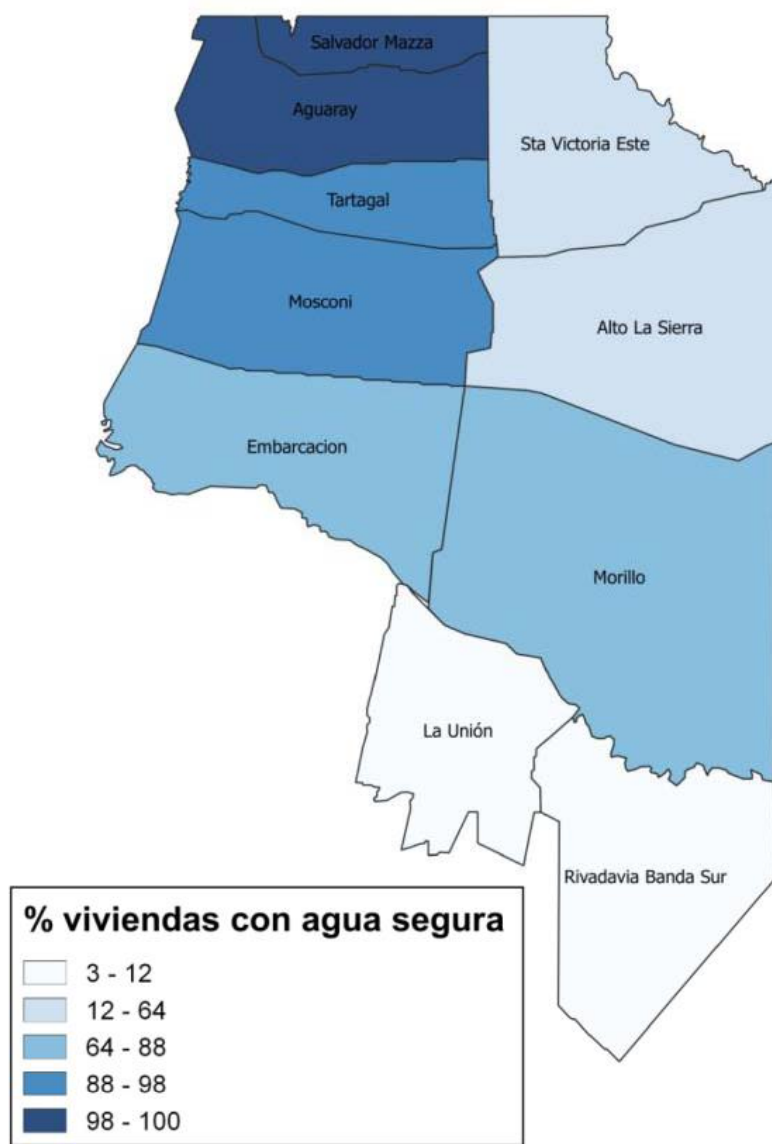 Salvador Mazza
Aguaray
Sta Victoria Este
Tartagal
Mosconi
Alto La Sierra
Embarcacion
Morillo
La Unión
Rivadavia Banda Sur
% viviendas con agua segura
3 - 12
12 - 64
64 - 88
88 - 98
98 - 100